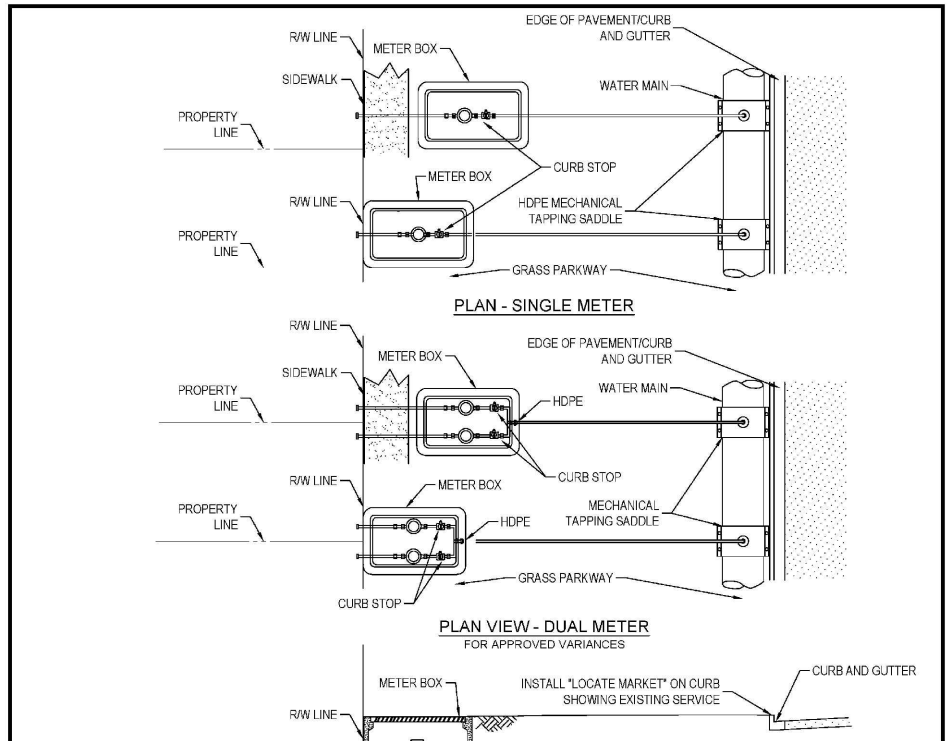 EDGE OF PAVEMENT/CURB
AND GUTTER
R/W LINE
METER BOX
SIDEWALK
WATER MAIN
PROPERTY
LINE
CURB STOP
METER BOX
R/W LINE
HDPE MECHANICAL
TAPPING SADDLE
PROPERTY
LINE
GRASS PARKWAY
PLAN - SINGLE METER
R/W LINE
EDGE OF PAVEMENT/CURB
AND GUTTER
METER BOX
SIDEWALK
WATER MAIN
HDPE
PROPERTY
LINE
CURB STOP
R/W LINE
METER BOX
MECHANICAL
TAPPING SADDLE
PROPERTY
LINE
HDPE
GRASS PARKWAY
CURB STOP
PLAN VIEW - DUAL METER
FOR APPROVED VARIANCES
CURB AND GUTTER
METER BOX
INSTALL "LOCATE MARKET" ON CURB
SHOWING EXISTING SERVICE
R/W LINE